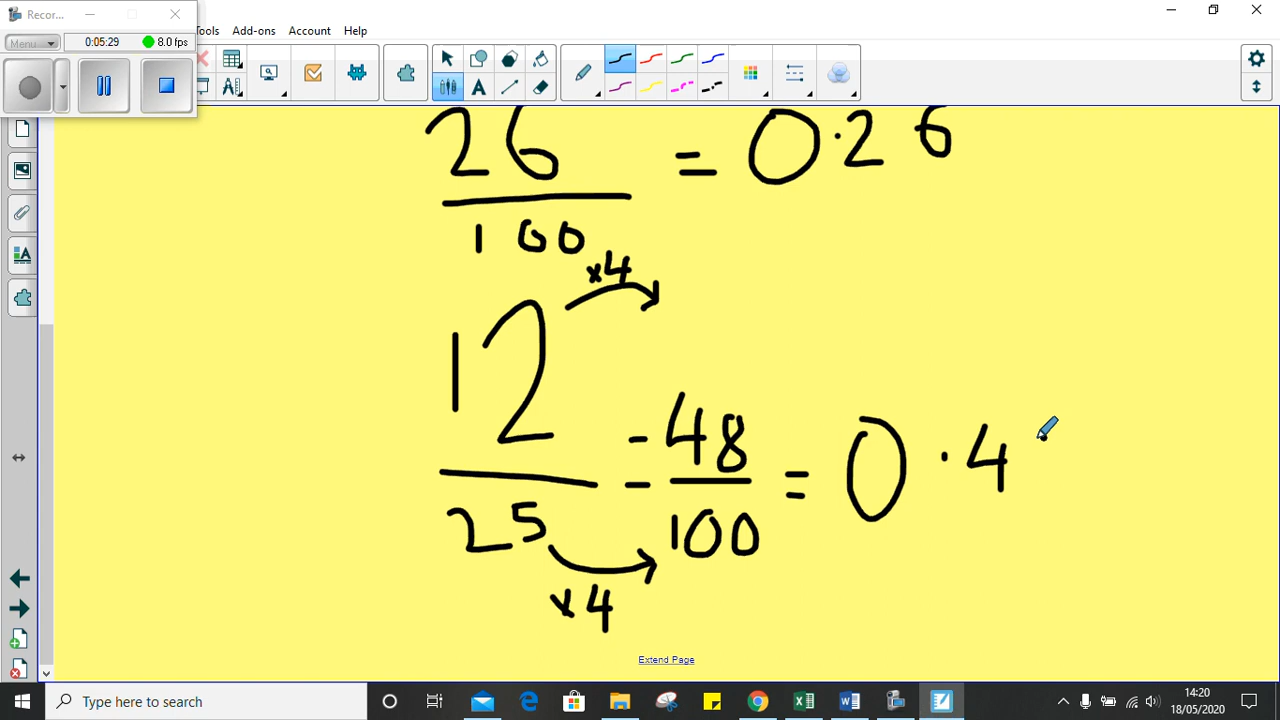 Recor...
Menu
00:05:29
8.0 fps
Tools Add-ons Account Help
26 = 0.26
100
×4
12
48
= 0.4
25
100
×4
Extend Page
Type here to search
14:20
18/05/2020